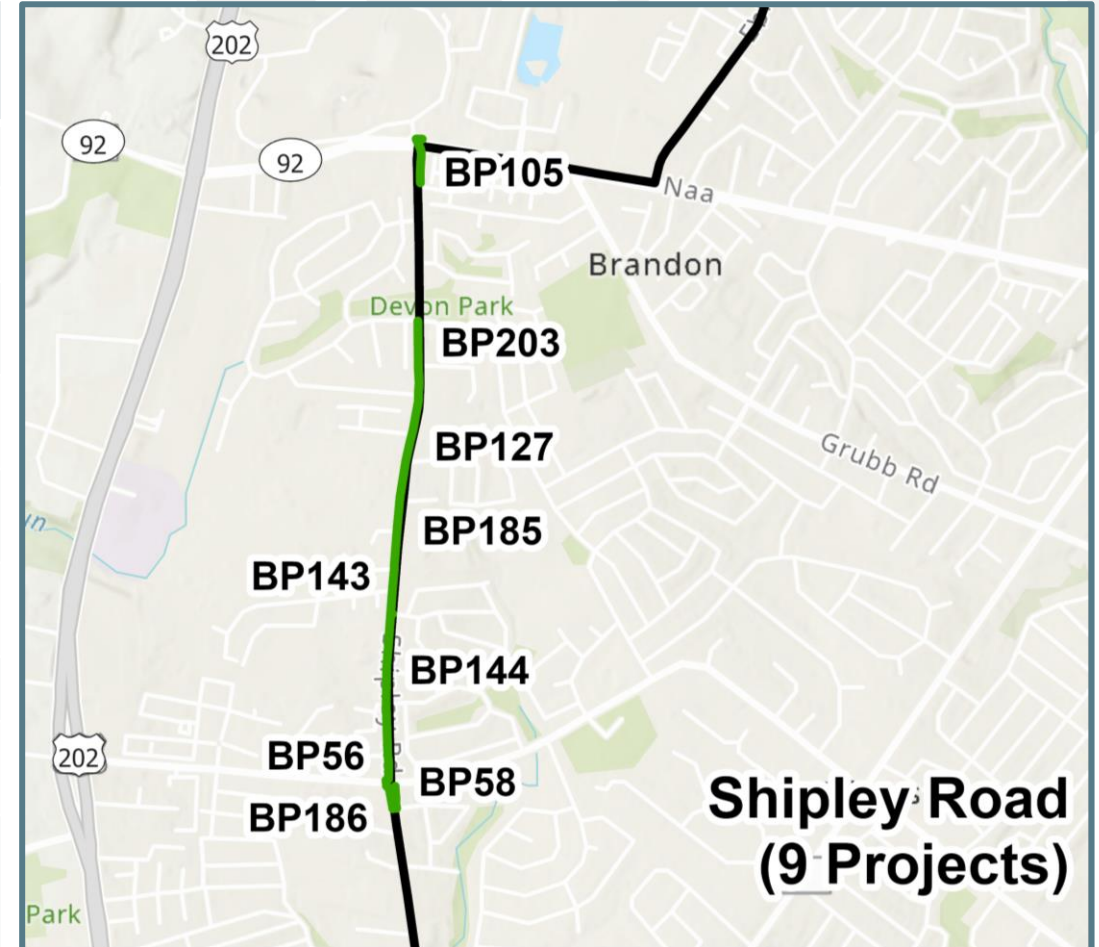 202
92
92
BP105
Naa
Brandon
Devon Park
BP203
BP127
Grubb Rd
BP185
BP143
BP144
202
BP56
BP58
BP186
Shipley Road
(9 Projects)
Park